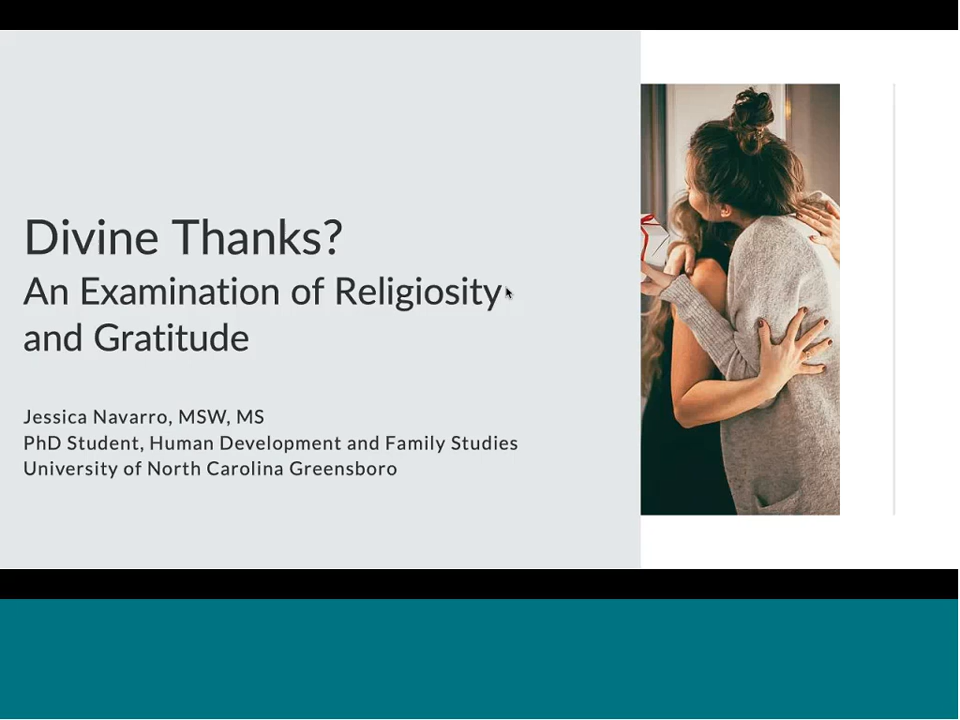 Divine Thanks?
An Examination of Religiosity
and Gratitude
Jessica Navarro, MSW, MS
PhD Student, Human Development and Family Studies
University of North Carolina Greensboro